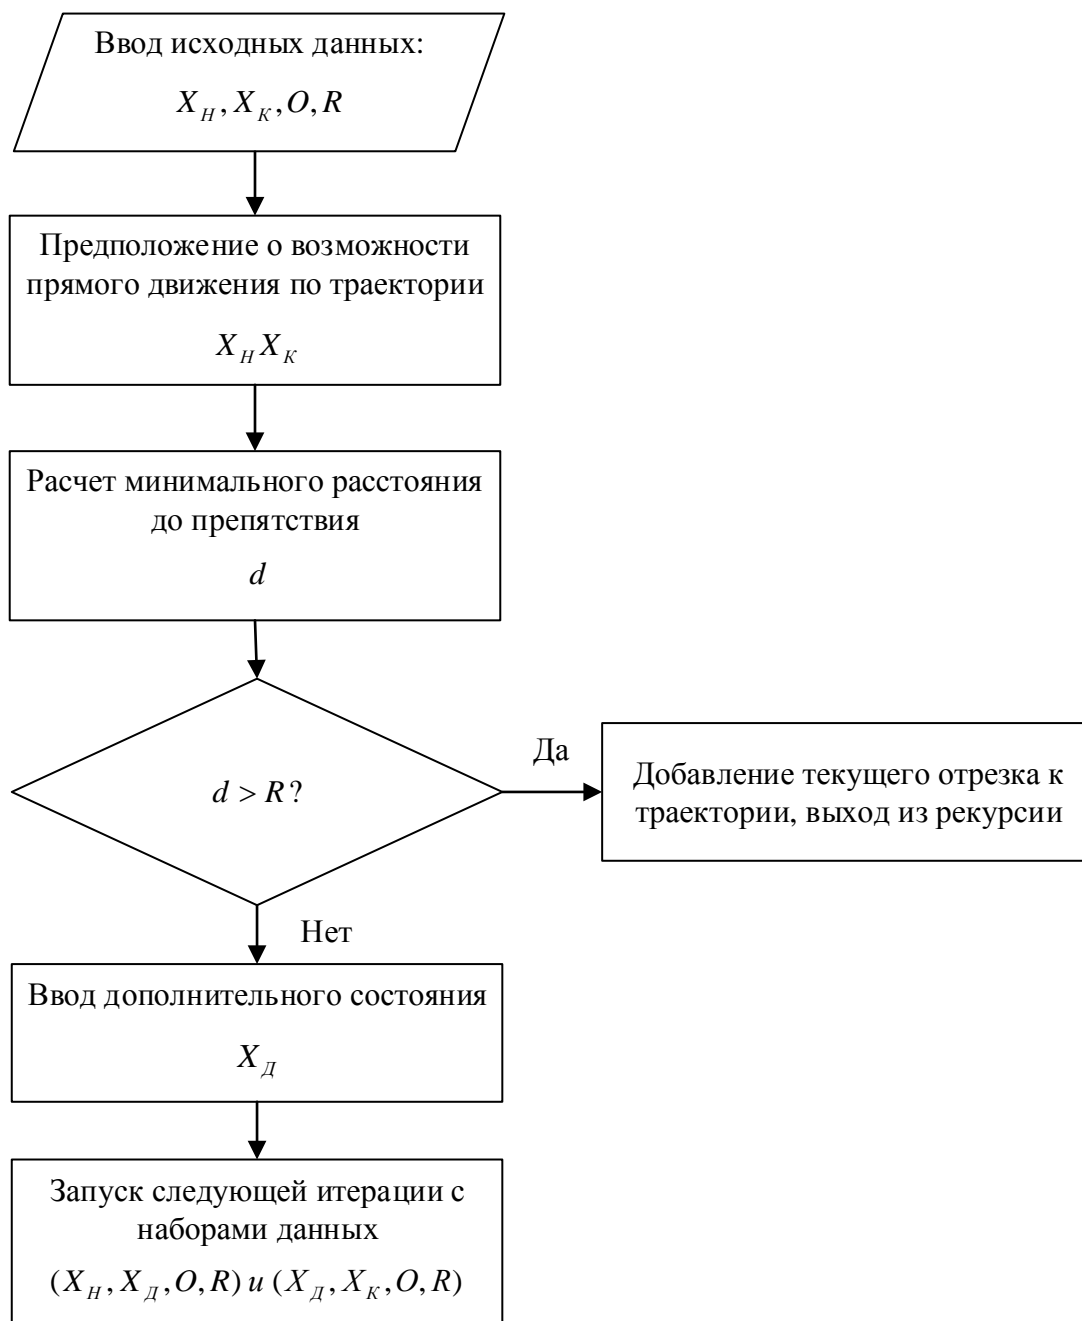 Ввод исходных данных:
X_Н, X_К, O, R
Предположение о возможности
прямого движения по траектории
X_Н X_К
Расчет минимального расстояния
до препятствия
d
d > R?
Да
Добавление текущего отрезка к
траектории, выход из рекурсии
Нет
Ввод дополнительного состояния
X_Д?
Запуск следующей итерации с
наборами данных
(X_Н, X_Д, O, R) и (X_Д, X_К, O, R)